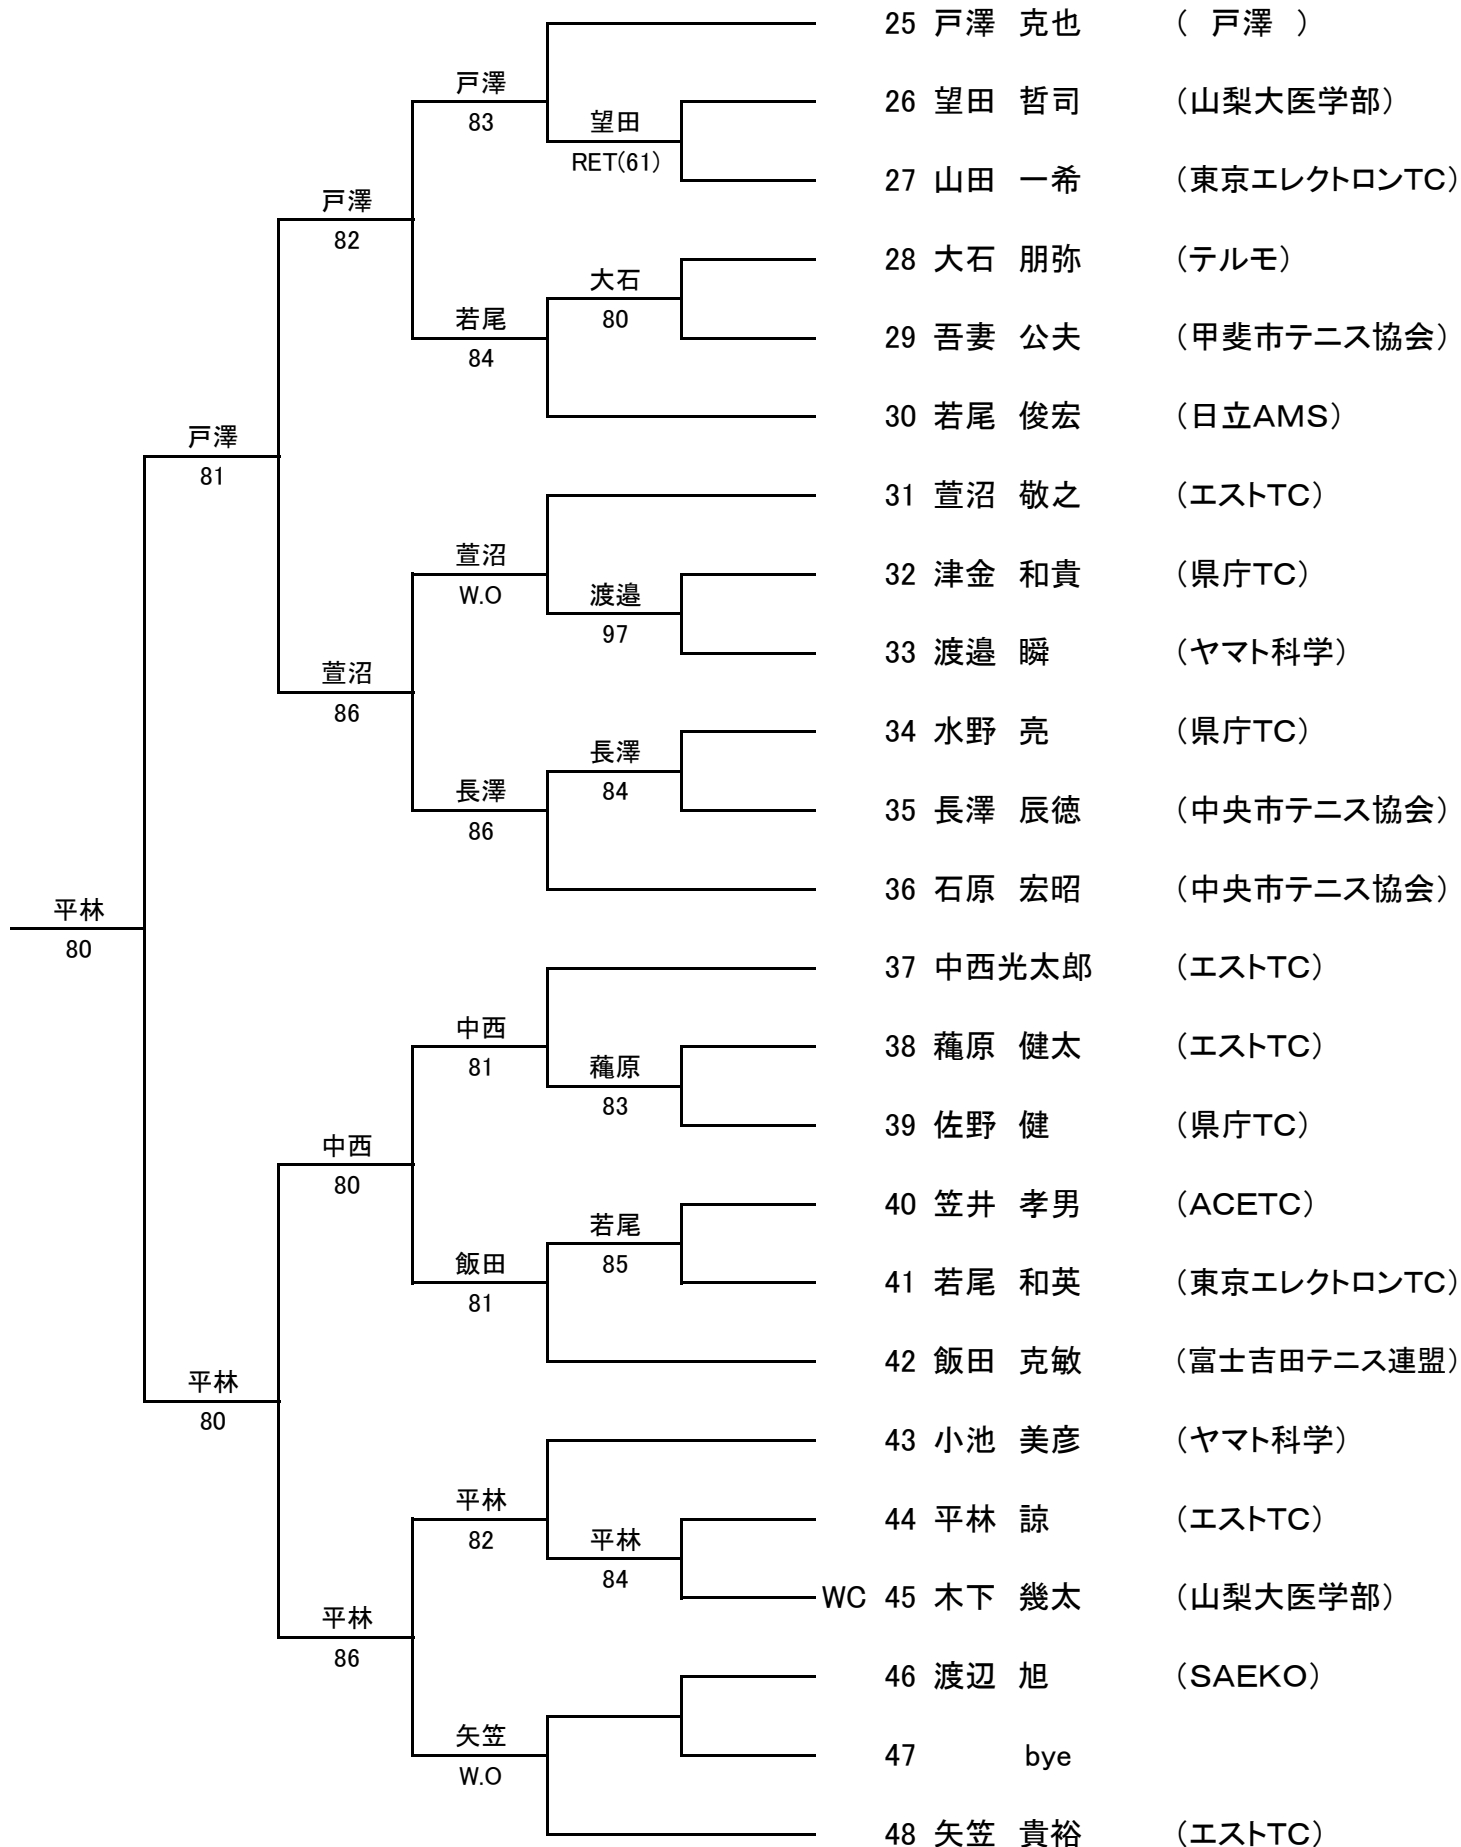 25 戸澤 克也 （ 戸澤 ）
戸澤
83
26 望田 哲司 （山梨大医学部）
望田
RET(61)
27 山田 一希 （東京エレクトロンTC）
戸澤
82
28 大石 朋弥 （テルモ）
大石
80
若尾
84
29 吾妻 公夫 （甲斐市テニス協会）
30 若尾 俊宏 （日立AMS）
戸澤
81
31 萱沼 敬之 （エストTC）
萱沼
W.O
32 津金 和貴 （県庁TC）
渡邉
97
33 渡邉 瞬 （ヤマト科学）
萱沼
86
34 水野 亮 （県庁TC）
長澤
84
長澤
86
35 長澤 辰徳 （中央市テニス協会）
36 石原 宏昭 （中央市テニス協会）
平林
80
37 中西光太郎 （エストTC）
中西
81
38 蘒原 健太 （エストTC）
蘒原
83
39 佐野 健 （県庁TC）
中西
80
40 笠井 孝男 （ACETC）
若尾
85
飯田
81
41 若尾 和英 （東京エレクトロンTC）
42 飯田 克敏 （富士吉田テニス連盟）
平林
80
43 小池 美彦 （ヤマト科学）
平林
82
44 平林 諒 （エストTC）
平林
84
WC 45 木下 幾太 （山梨大医学部）
平林
86
46 渡辺 旭 （SAEKO）
矢笠
W.O
47 bye
48 矢笠 貴裕 （エストTC）